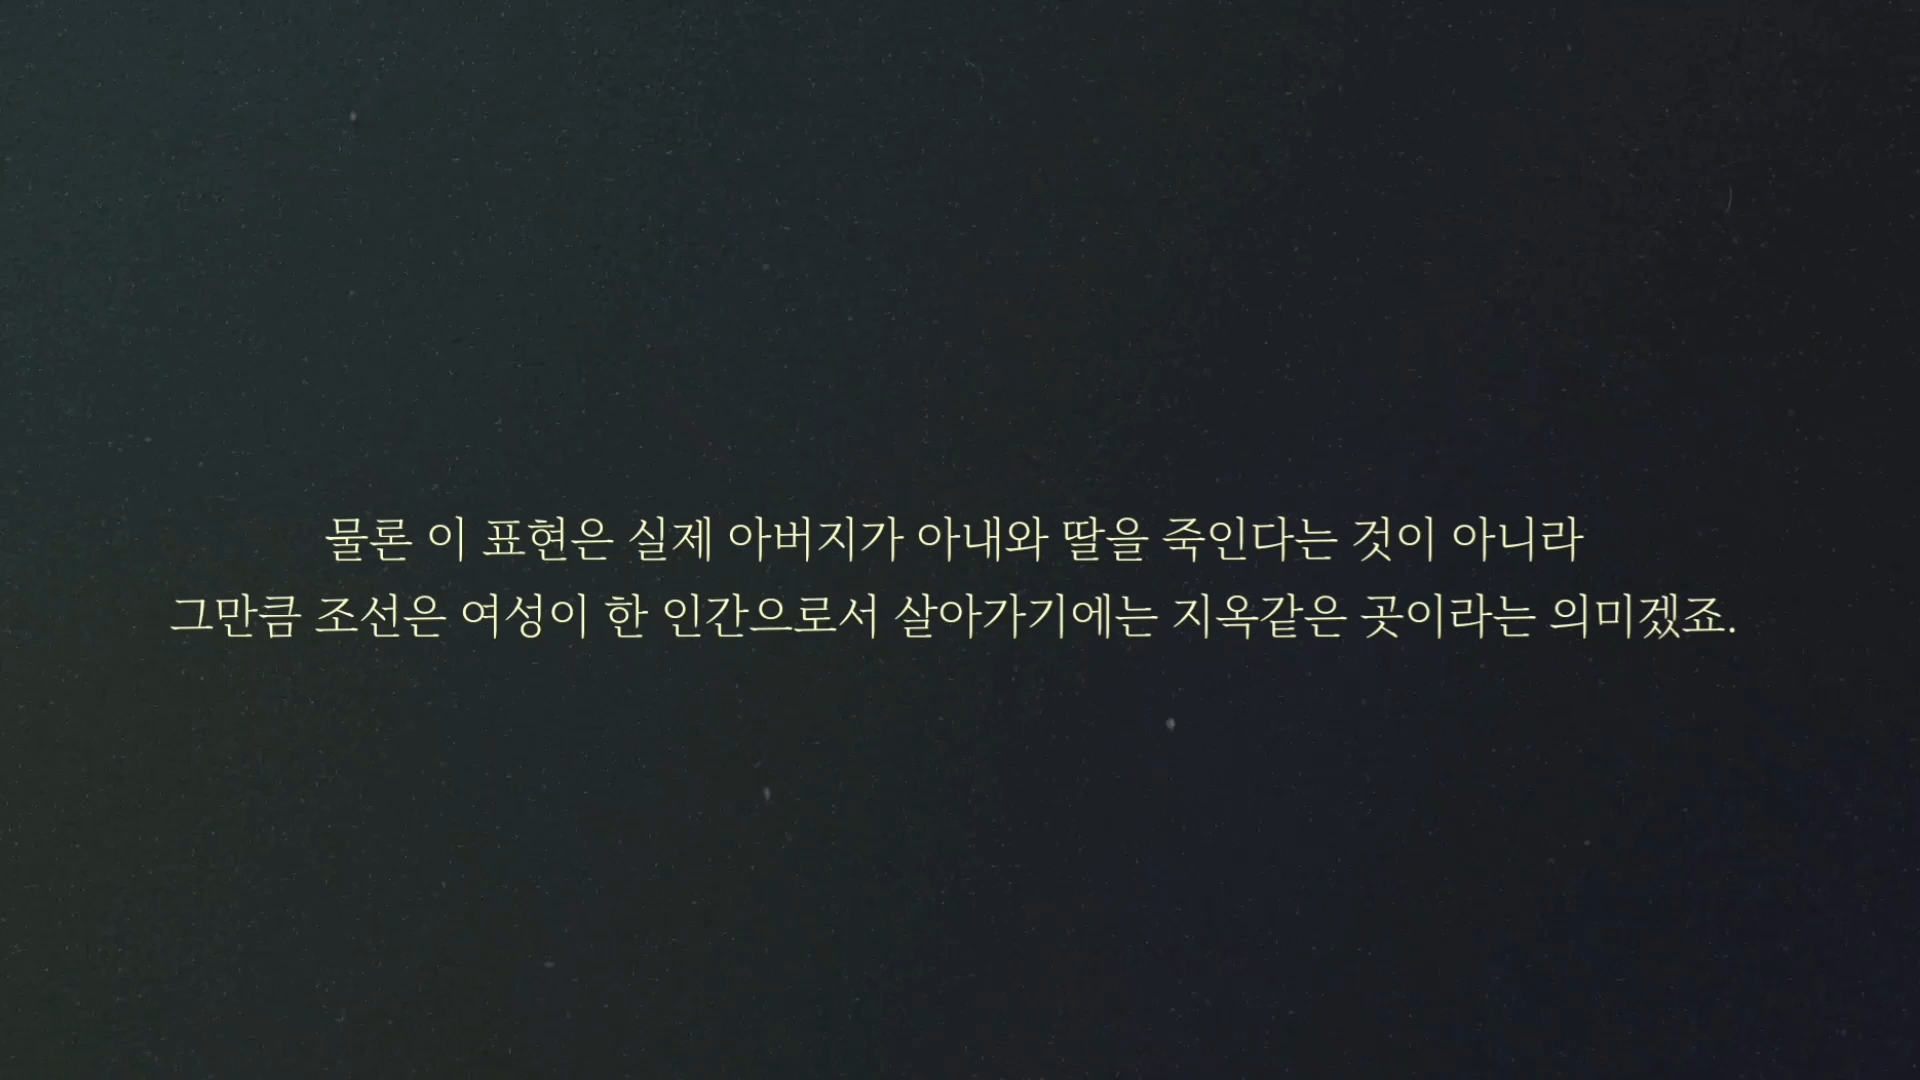 물론 이 표현은 실제 아버지가 아내와 딸을 죽인다는 것이 아니라
그만큼 조선은 여성이 한 인간으로서 살아가기에는 지옥같은 곳이라는 의미겠죠.